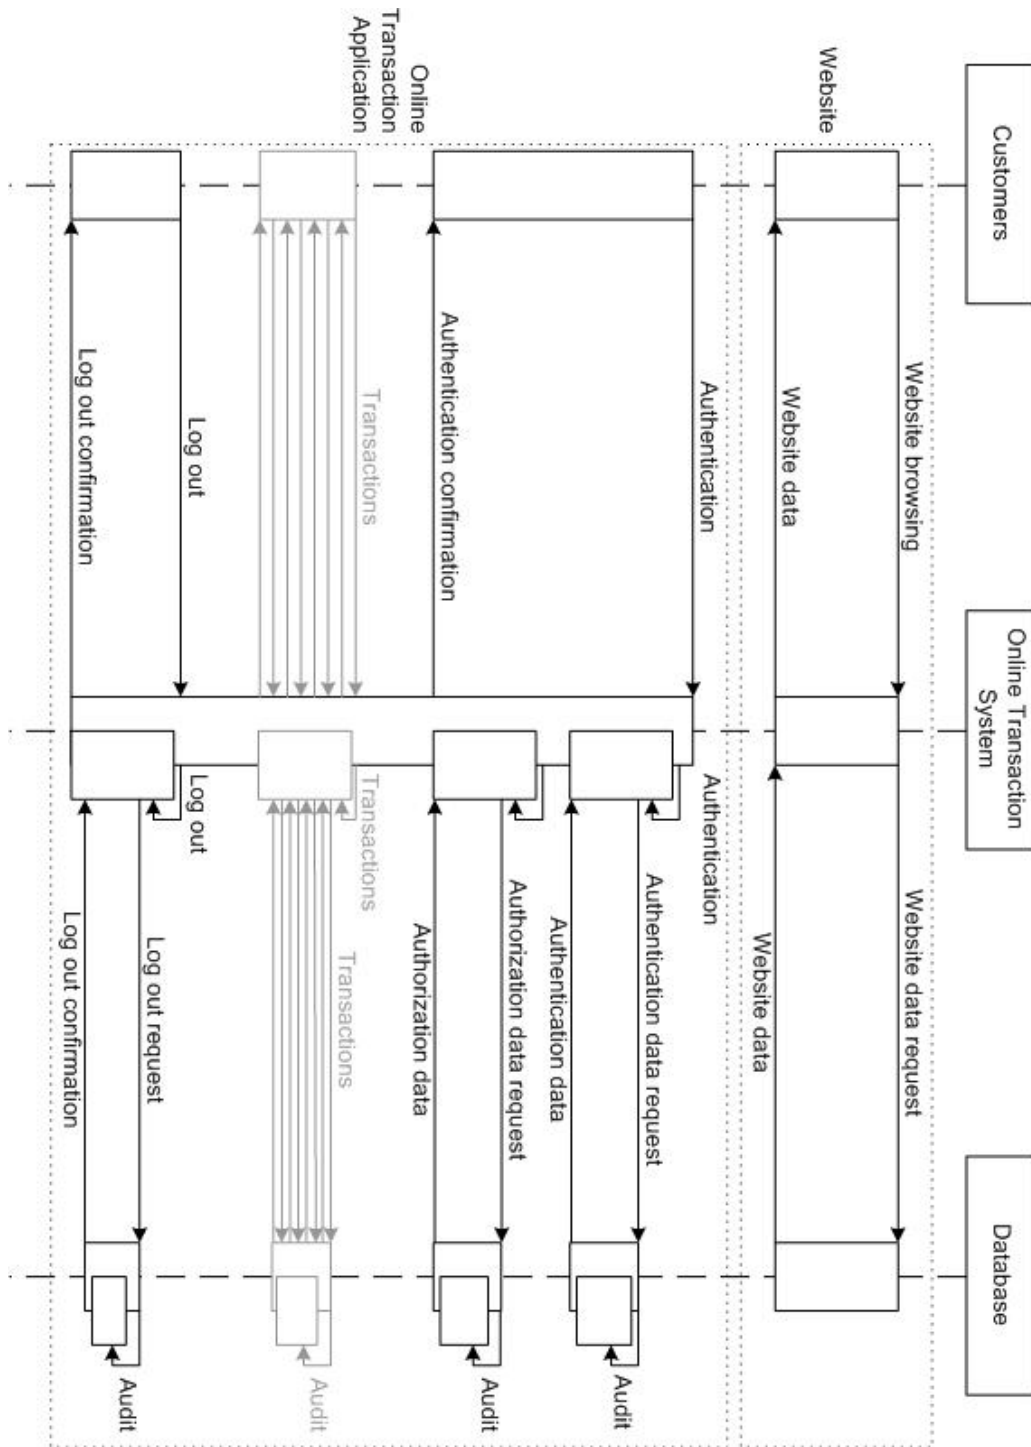 Customers
Online Transaction
System
Database
Website
Website browsing
Website data request
Website data
Website data
Online
Transaction
Application
Authentication
Authentication
Authentication data request
Audit
Authentication data
Authorization data request
Audit
Authorization data
Authentication confirmation
Transactions
Transactions
Transactions
Audit
Log out
Log out
Log out request
Audit
Log out confirmation
Log out confirmation